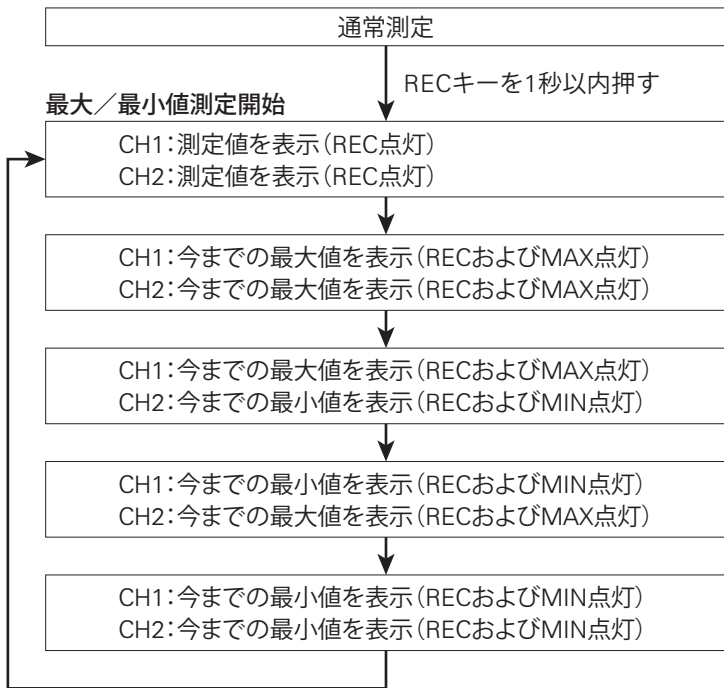 通常測定
RECキーを1秒以内押す
最大／最小値測定開始
CH1：測定値を表示（REC点灯）
CH2：測定値を表示（REC点灯）
CH1：今までの最大値を表示（RECおよびMAX点灯）
CH2：今までの最大値を表示（RECおよびMAX点灯）
CH1：今までの最大値を表示（RECおよびMAX点灯）
CH2：今までの最小値を表示（RECおよびMIN点灯）
CH1：今までの最小値を表示（RECおよびMIN点灯）
CH2：今までの最大値を表示（RECおよびMAX点灯）
CH1：今までの最小値を表示（RECおよびMIN点灯）
CH2：今までの最小値を表示（RECおよびMIN点灯）